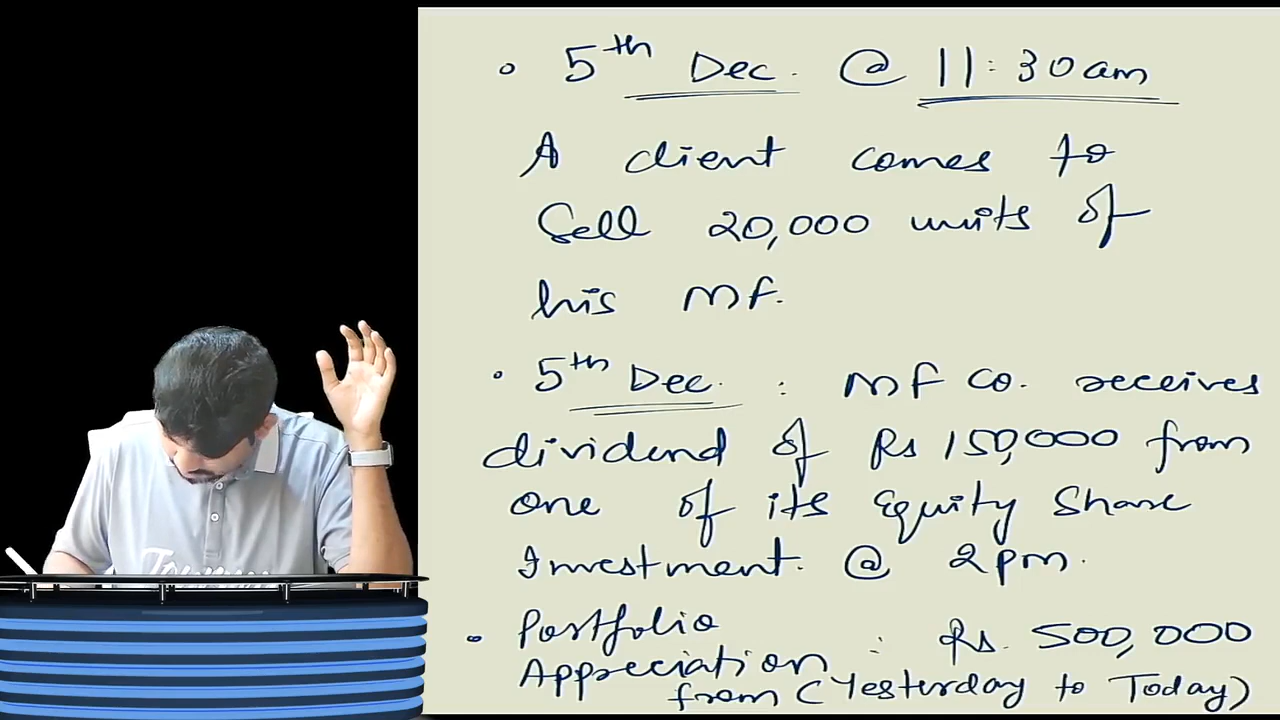 • 5th Dec. @ 11:30am
A client comes to
Sell 20,000 units of
his MF.
• 5th Dec. : MF Co. receives
dividend of Rs 150,000 from
one of its Equity Share
Investment. @ 2pm.
• Portfolio
Appreciation : Rs. 500,000
from (Yesterday to Today)